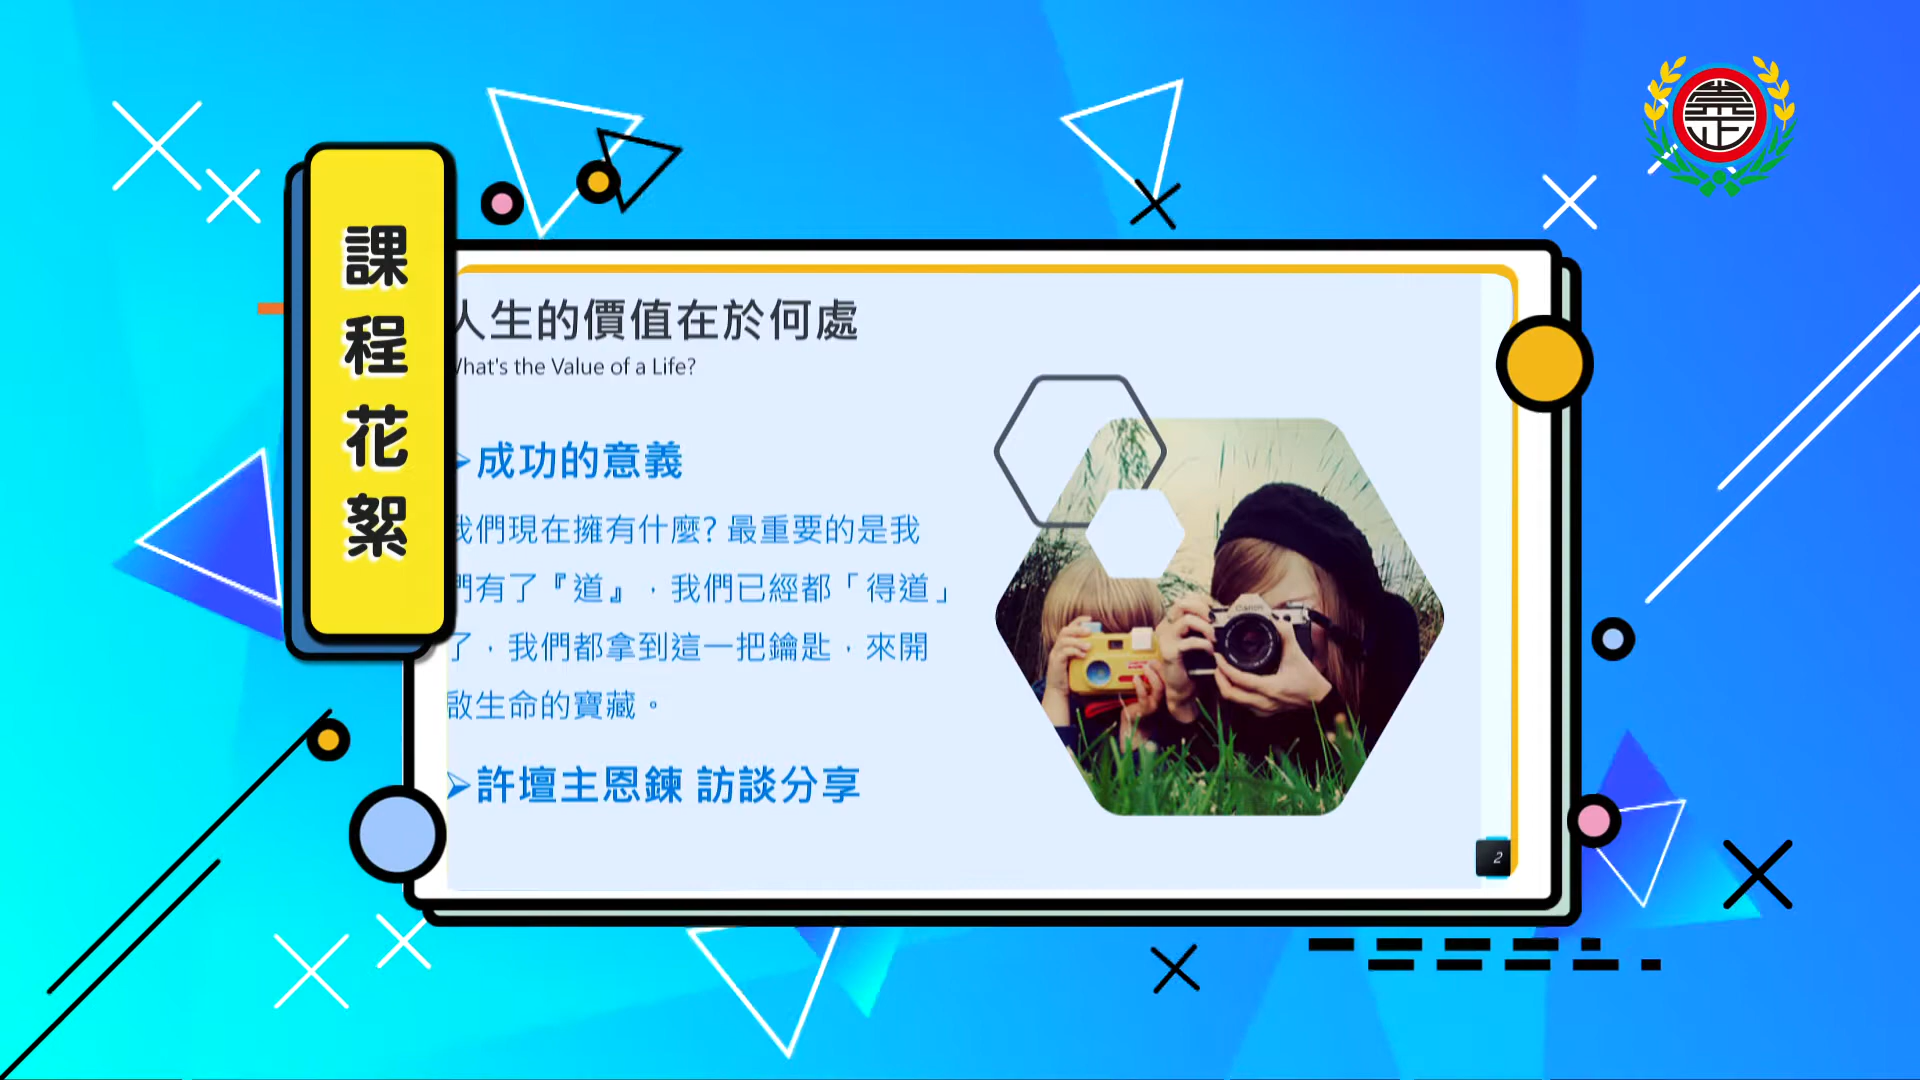 課程花絮
人生的價值在於何處
What's the Value of a Life?
➢成功的意義
我們現在擁有什麼? 最重要的是我
們有了『道』，我們已經都「得道」
了，我們都拿到這一把鑰匙，來開
啟生命的寶藏。
➢許壇主恩鍊 訪談分享
Canon
2
崇正